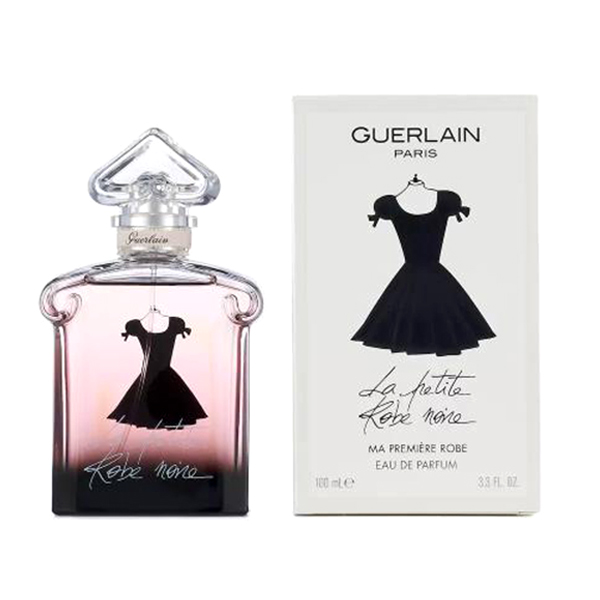 Guerlain
La petite
Robe noire
GUERLAIN
PARIS
La petite
Robe noire
MA PREMIÈRE ROBE
EAU DE PARFUM
100 mL℮ 3.3 FL. OZ.